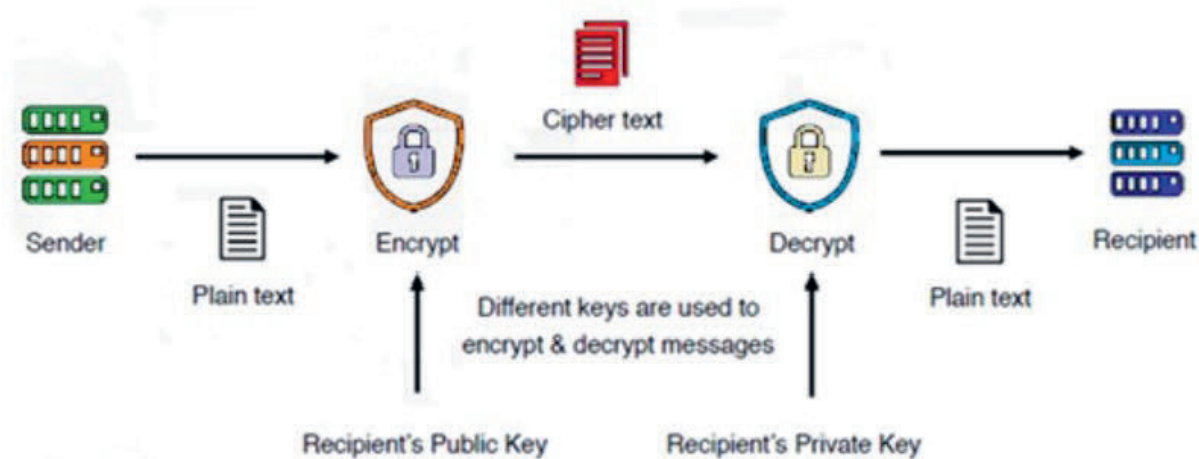 Cipher text
Sender
Encrypt
Decrypt
Recipient
Plain text
Different keys are used to
encrypt & decrypt messages
Plain text
Recipient's Public Key
Recipient's Private Key